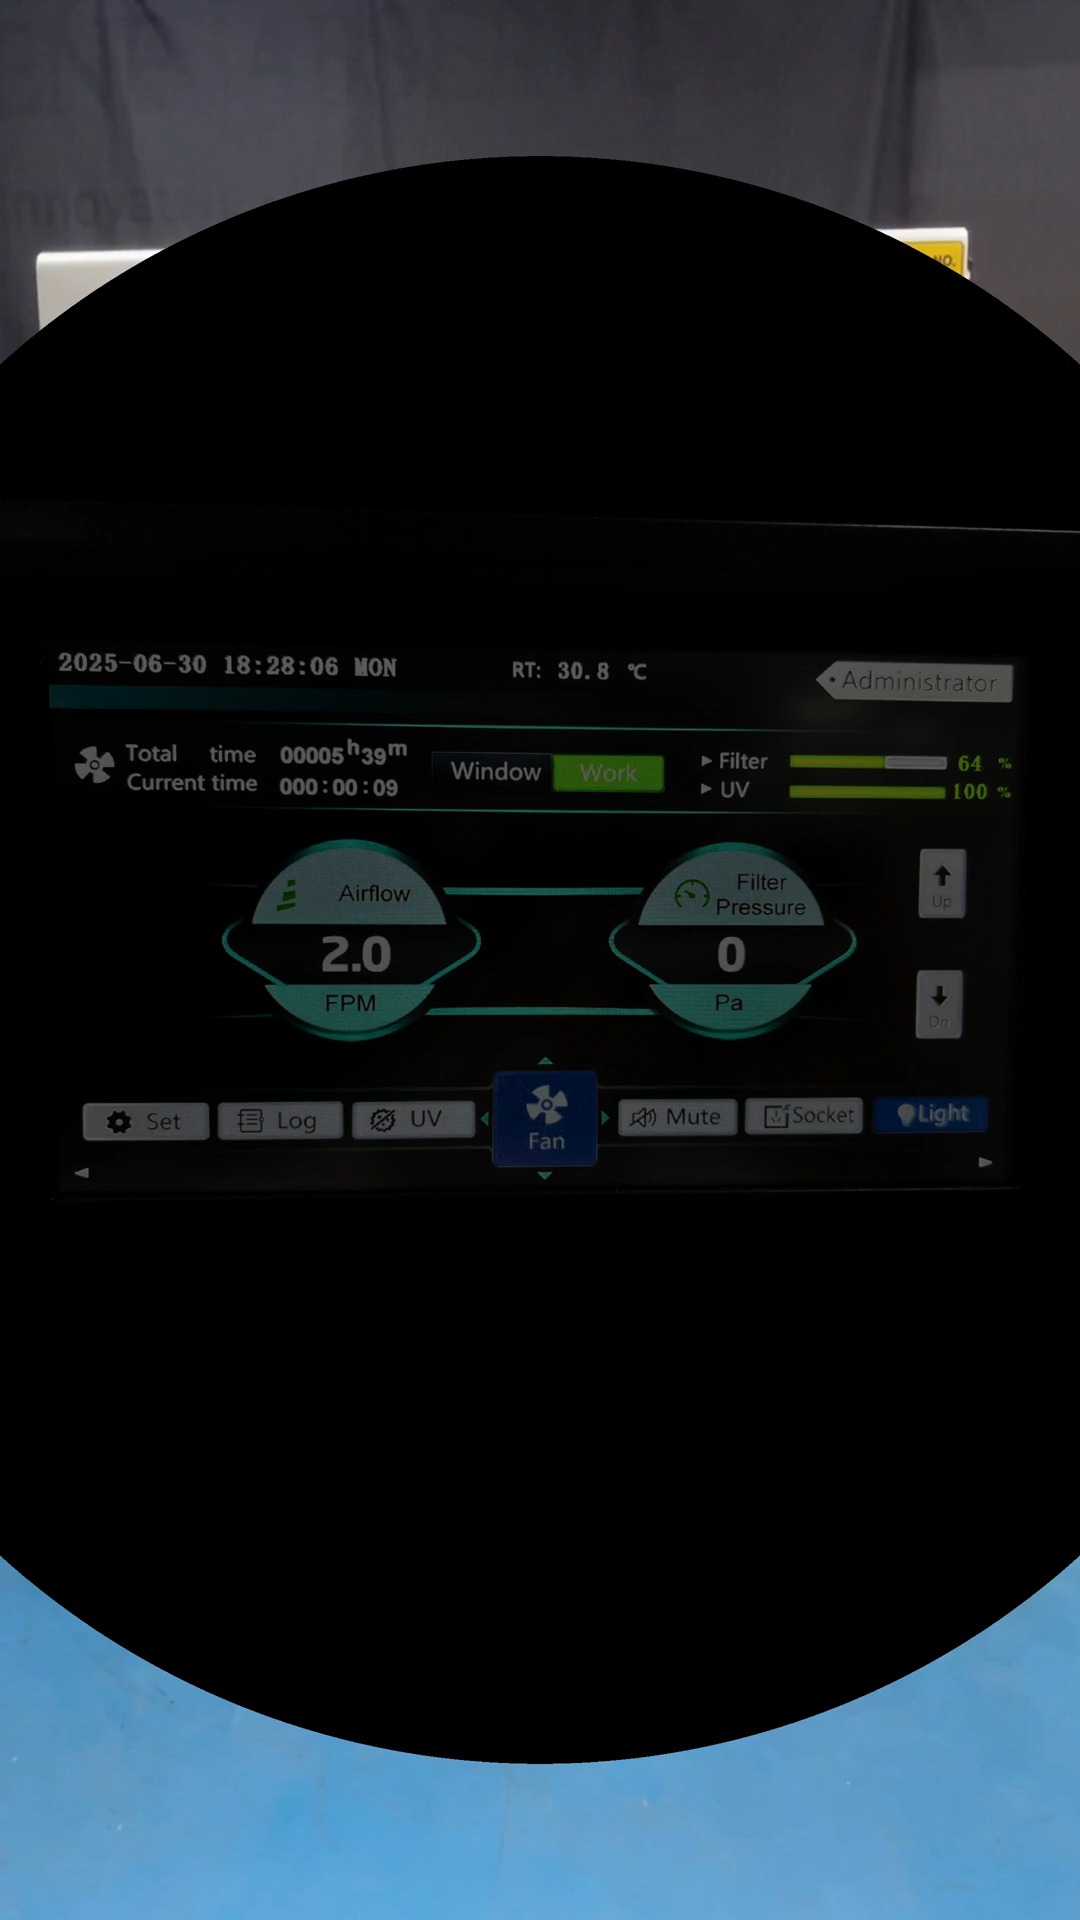 NO.
2025-06-30 18:28:06 MON RT: 30.8 ℃
Administrator
Total time 00005h39m
Current time 000:00:09
Window Work
Filter 64 %
UV 100 %
Airflow
2.0
FPM
Filter
Pressure
0
Pa
Up
Dn
Set Log UV Fan Mute Socket Light